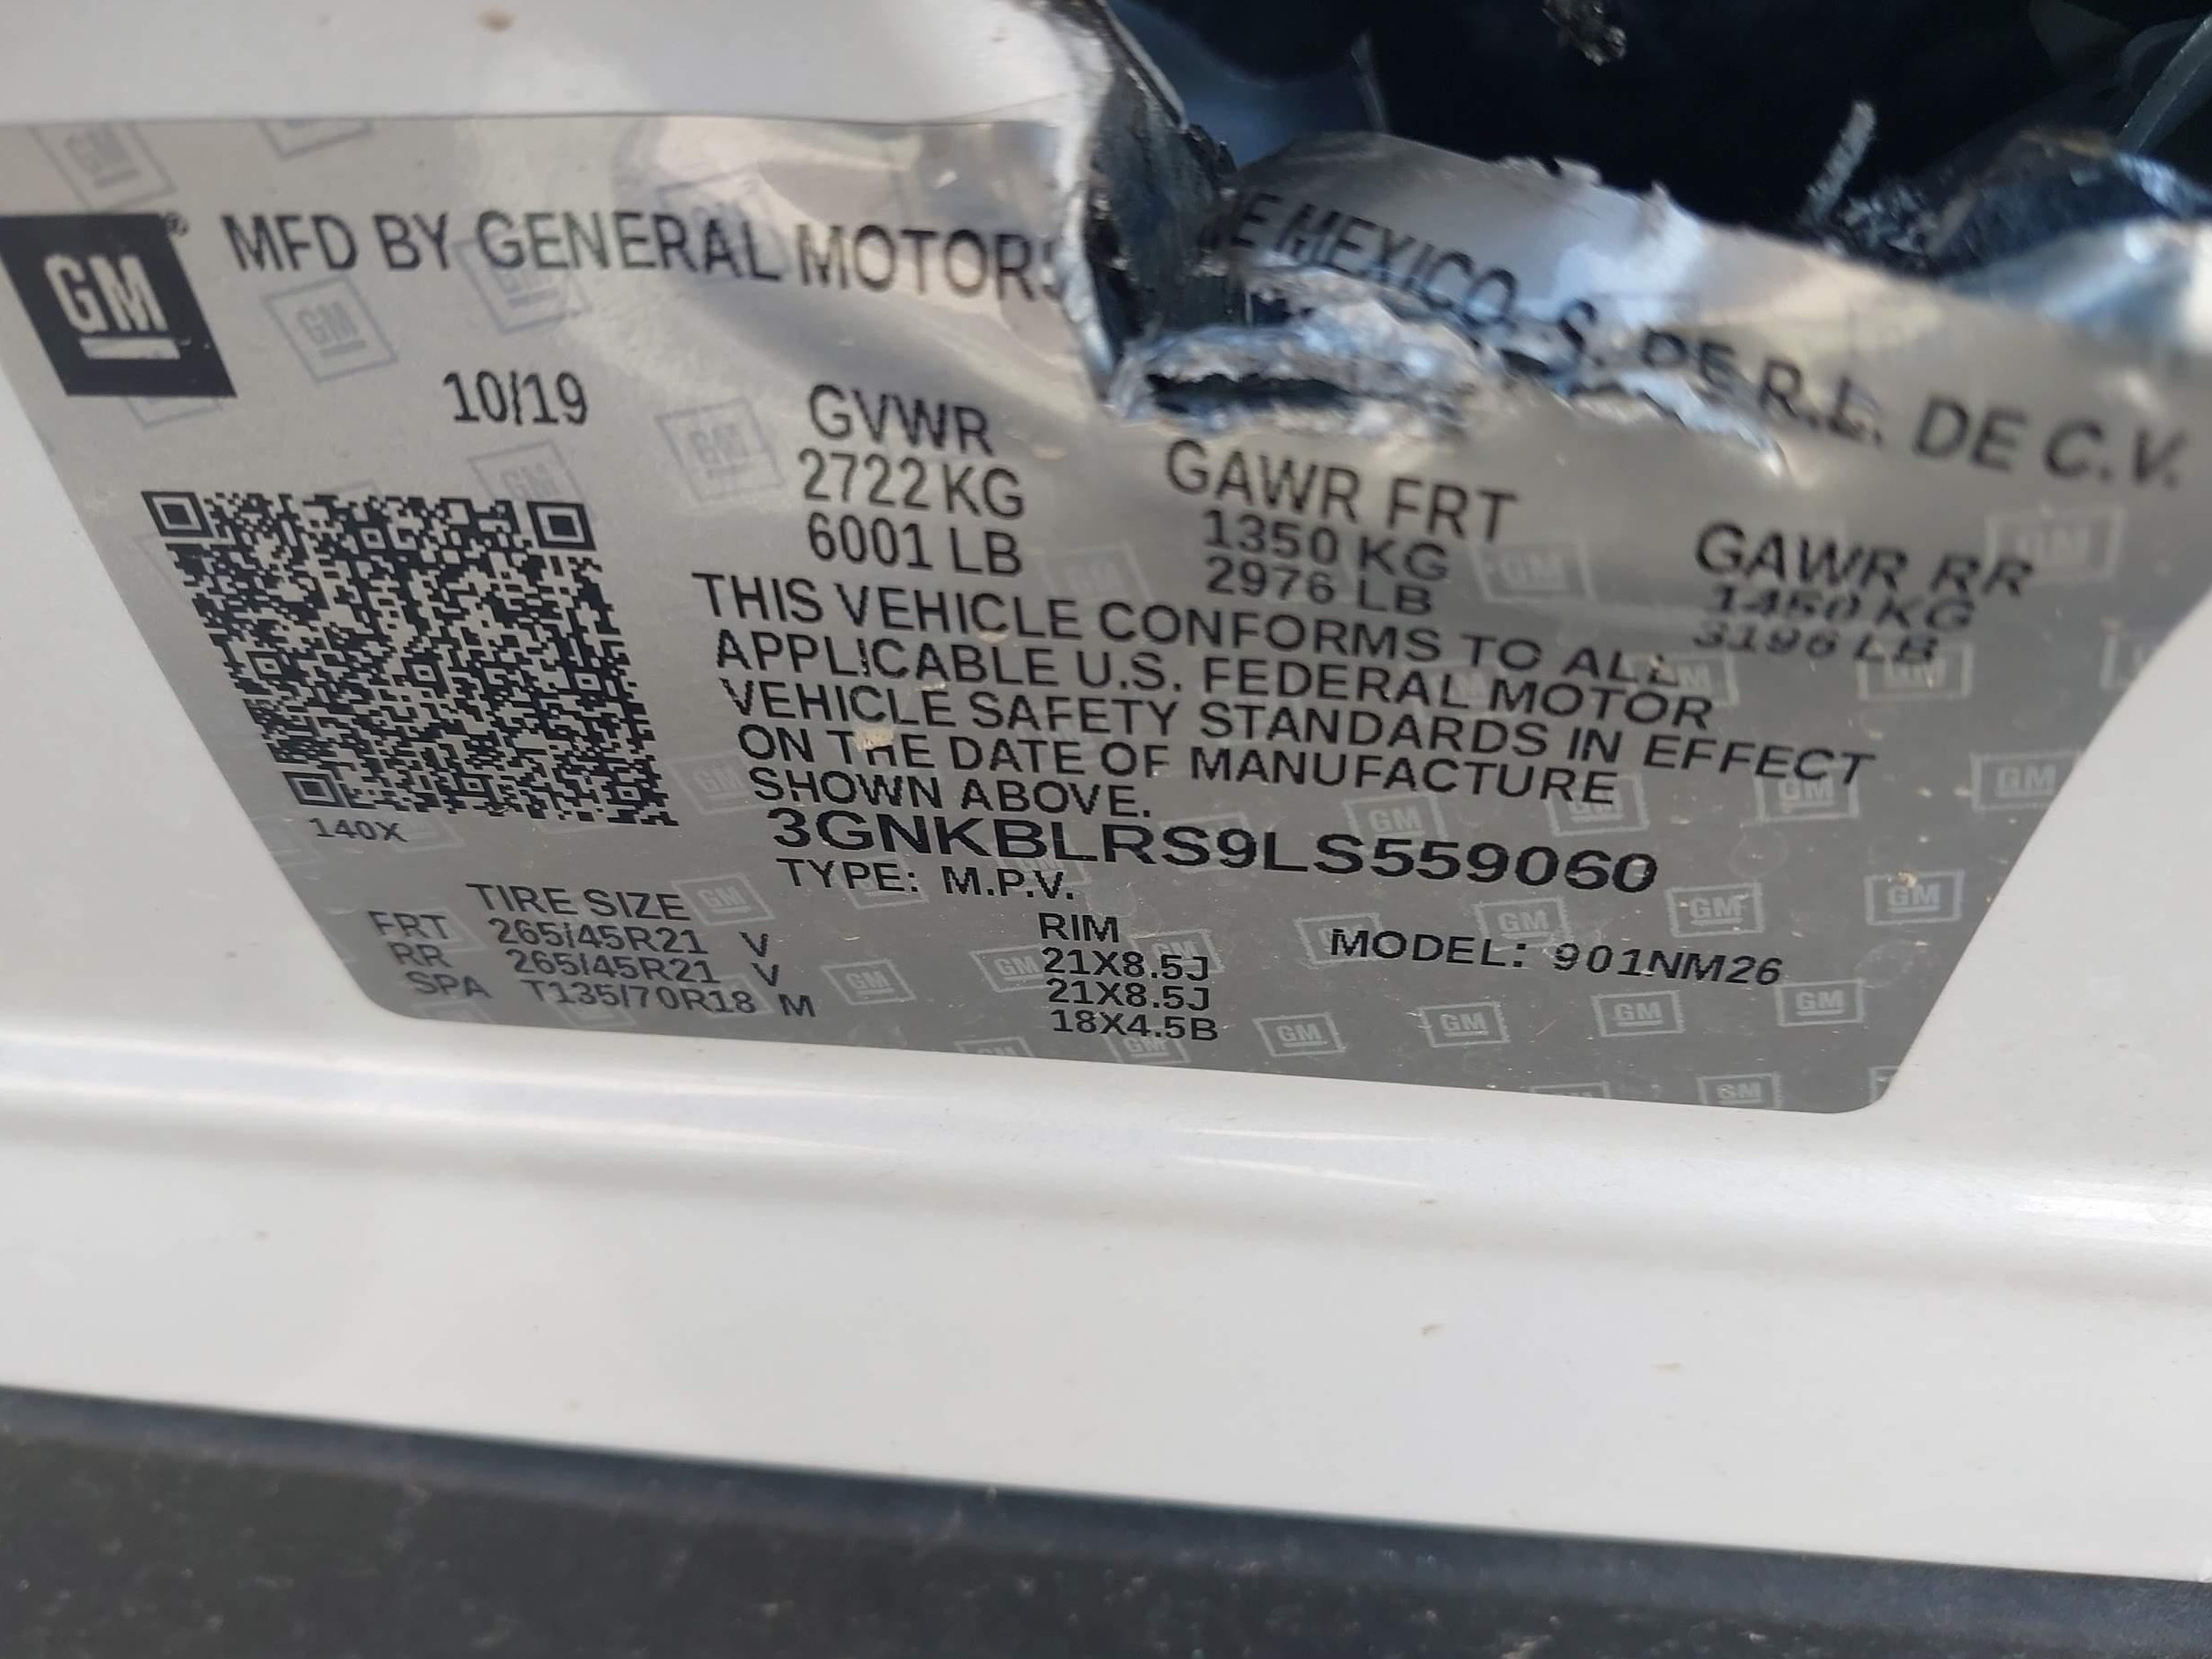 GM®
MFD BY GENERAL MOTORS E MEXICO, S. DE R.L. DE C.V.
10/19
GVWR
2722 KG
6001 LB
GAWR FRT
1350 KG
2976 LB
GAWR RR
1450 KG
3196 LB
THIS VEHICLE CONFORMS TO ALL
APPLICABLE U.S. FEDERAL MOTOR
VEHICLE SAFETY STANDARDS IN EFFECT
ON THE DATE OF MANUFACTURE
SHOWN ABOVE.
140X
3GNKBLRS9LS559060
TYPE: M.P.V.
TIRE SIZE RIM
FRT 265/45R21 V 21X8.5J
RR 265/45R21 V 21X8.5J
SPA T135/70R18 M 18X4.5B
MODEL: 901NM26